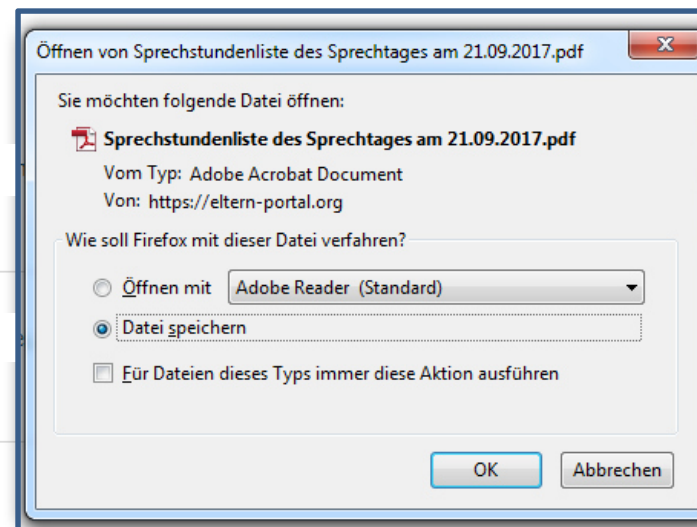 Öffnen von Sprechstundenliste des Sprechtages am 21.09.2017.pdf
Sie möchten folgende Datei öffnen:
Sprechstundenliste des Sprechtages am 21.09.2017.pdf
Vom Typ: Adobe Acrobat Document
Von: https://eltern-portal.org
Wie soll Firefox mit dieser Datei verfahren?
Öffnen mit Adobe Reader (Standard)
Datei speichern
Für Dateien dieses Typs immer diese Aktion ausführen
OK Abbrechen